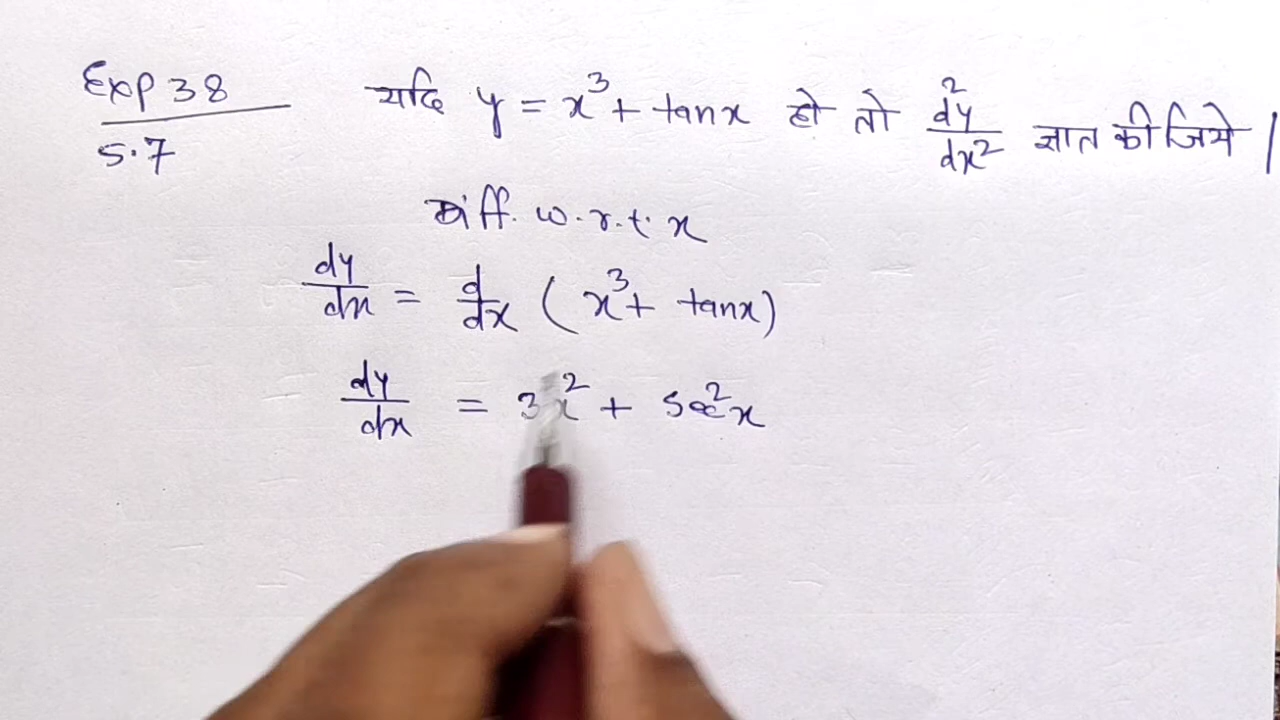 Exp 38 यदि y = x³ + tanx हो तो d²y/dx² ज्ञात कीजिये |
5.7
Diff. w.r.t. x
dy/dx = d/dx (x³ + tanx)
dy/dx = 3x² + sec²x